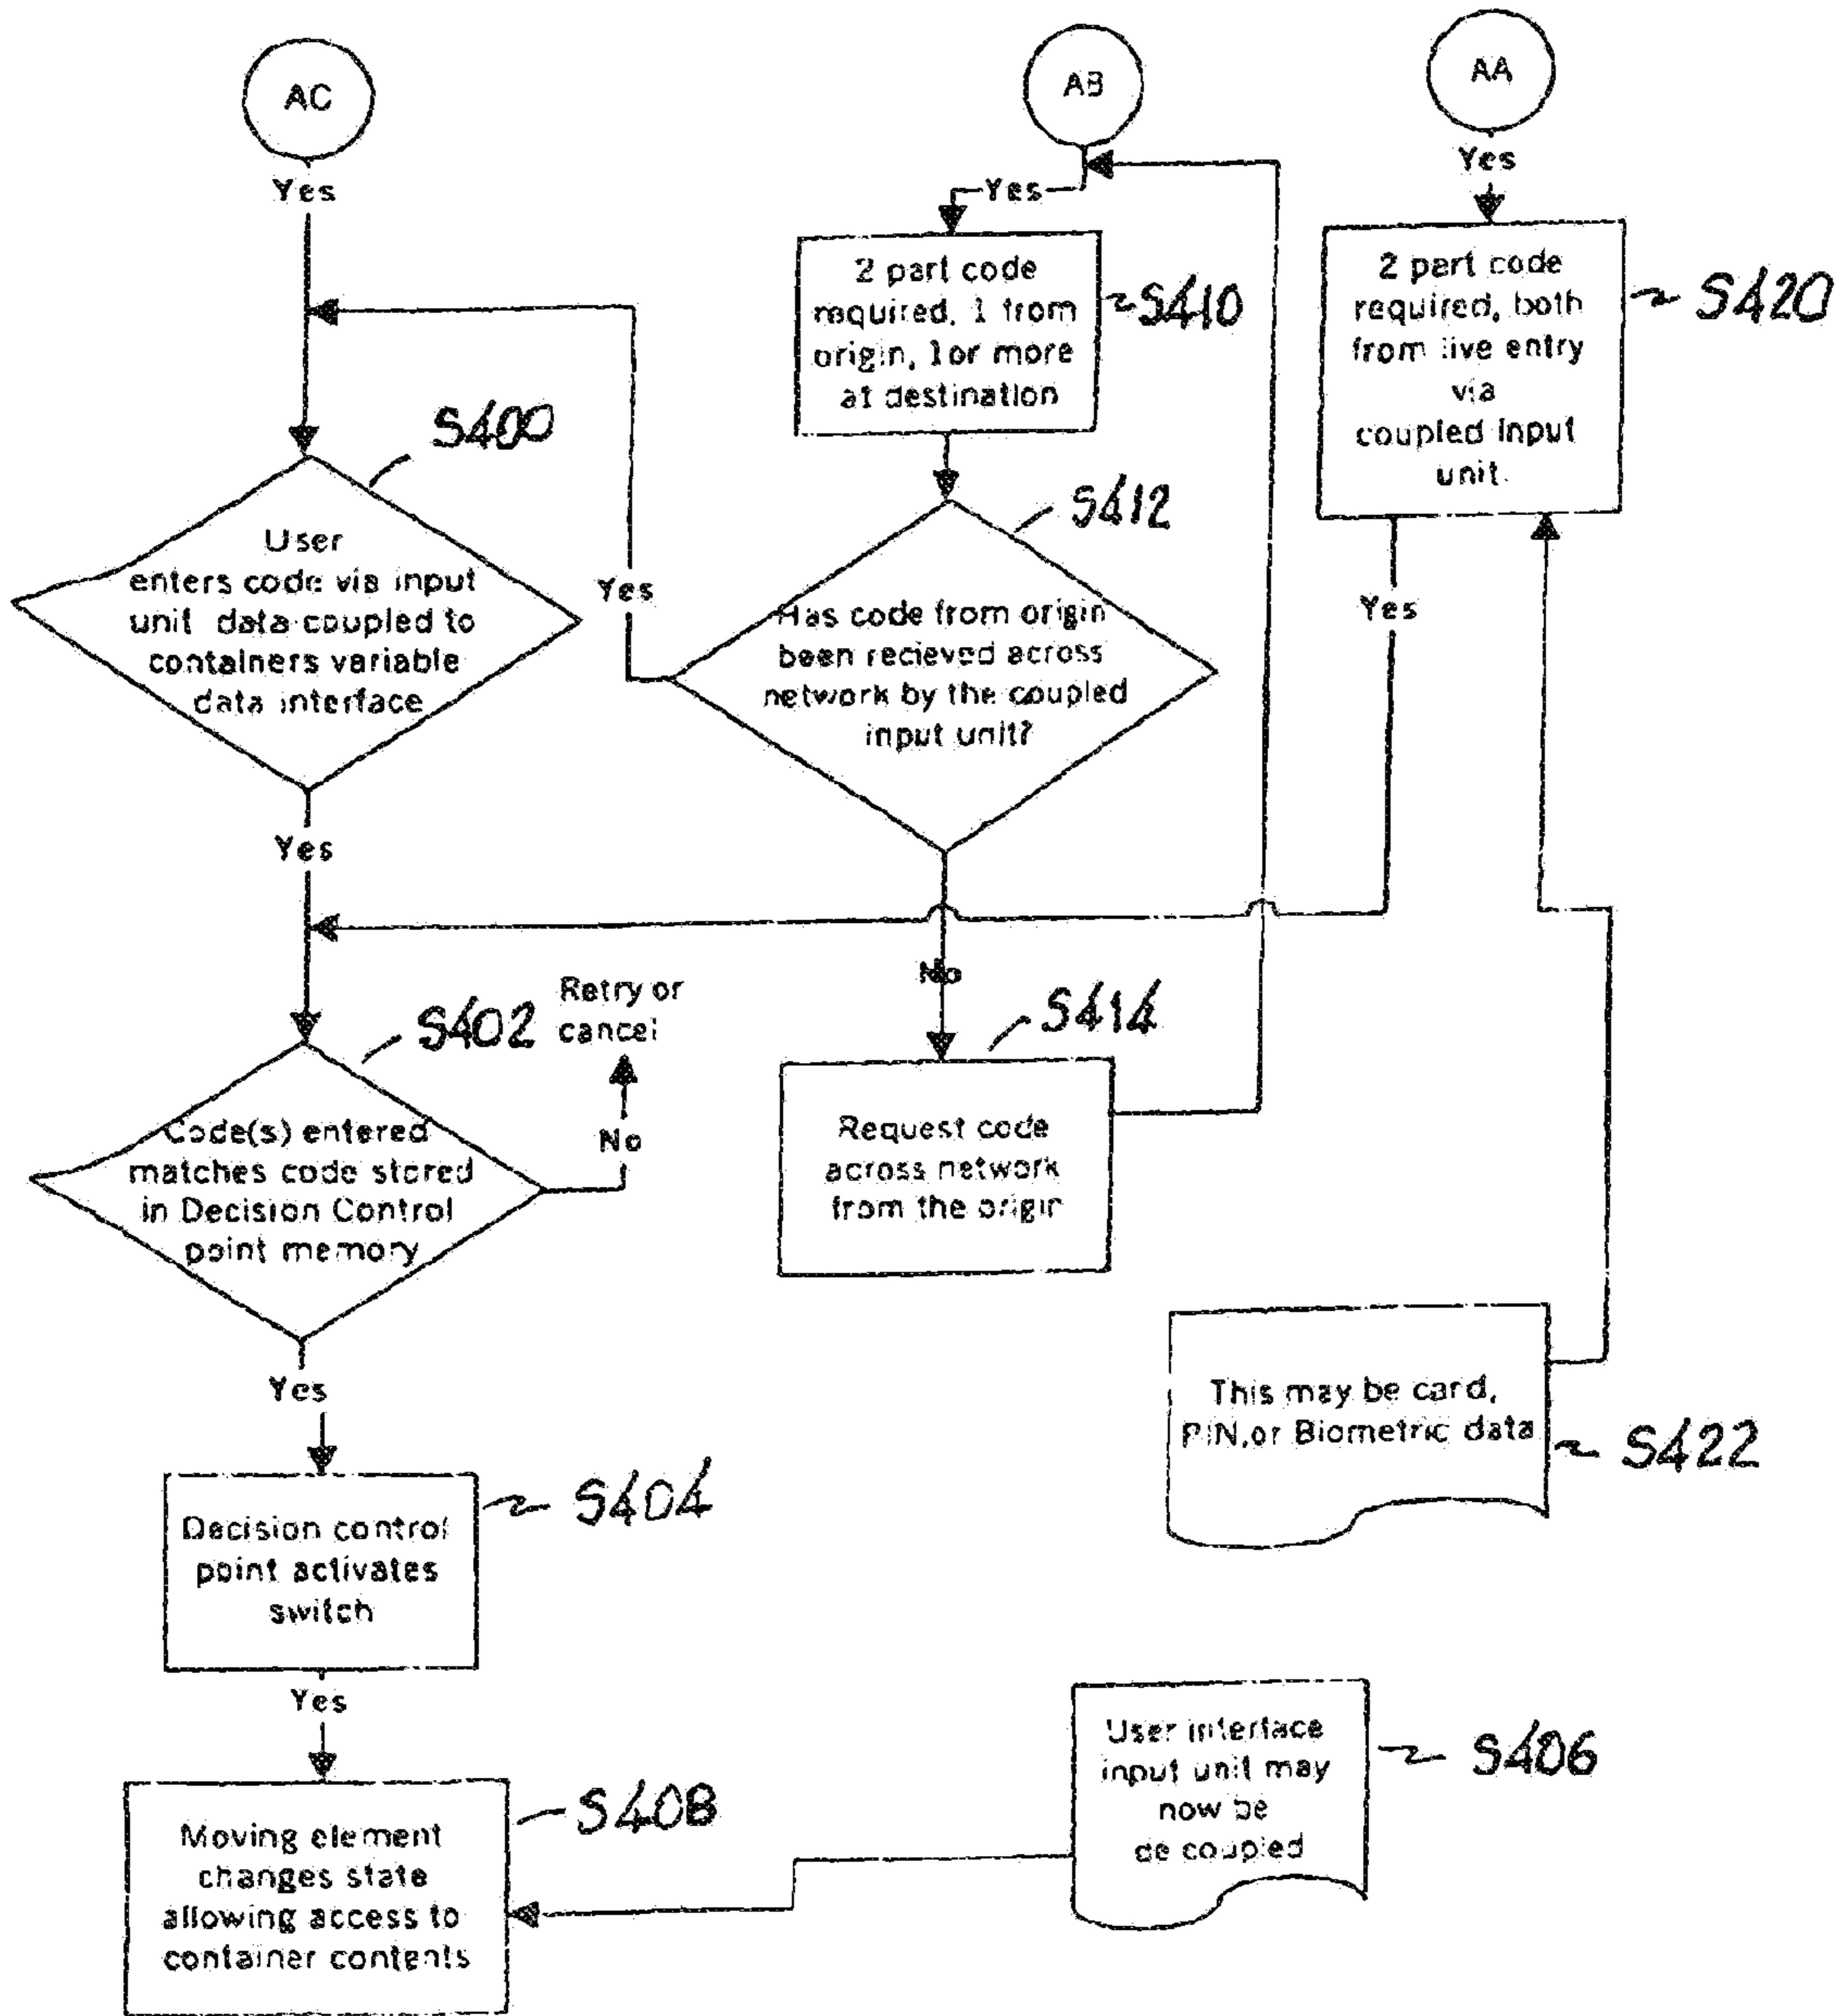 AC
AB
AA
Yes
Yes
Yes
2 part code
required, 1 from
origin, 1or more
at destination
S410
2 part code
required, both
from live entry
via
coupled input
unit.
S420
S400
User
enters code via input
unit data coupled to
containers variable
data interface
S412
Yes
Has code from origin
been recieved across
network by the coupled
input unit?
Yes
Yes
No
S402
Retry or
cancel
No
Code(s) entered
matches code stored
in Decision Control
point memory
S414
Request code
across network
from the origin
Yes
This may be card,
PIN,or Biometric data
S422
Decision control
point activates
switch
S404
Yes
User interface
input unit may
now be
de coupled
S406
Moving element
changes state
allowing access to
container contents
S408